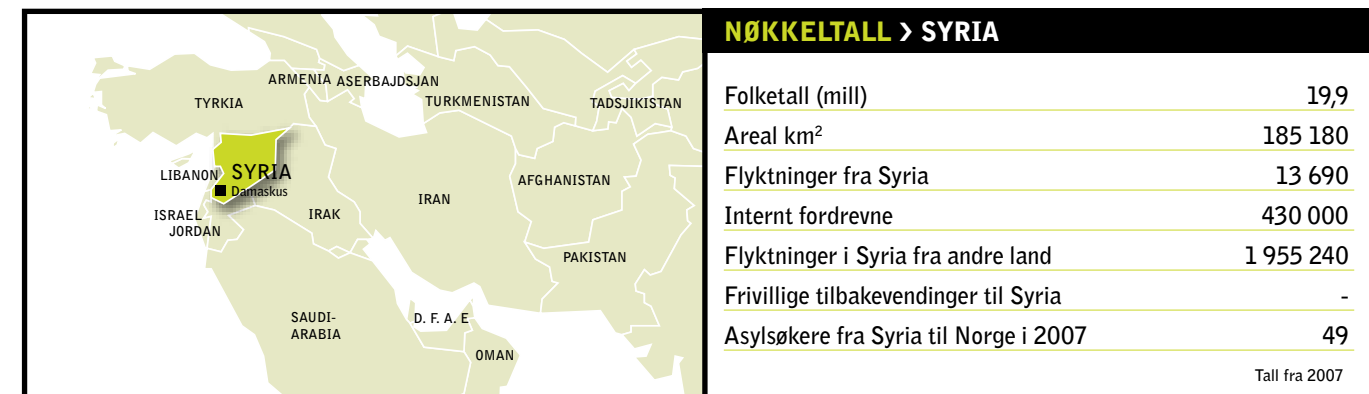 ARMENIA ASERBAJDSJAN
TYRKIA
TURKMENISTAN
TADSJIKISTAN
LIBANON
SYRIA
Damaskus
AFGHANISTAN
IRAN
ISRAEL
IRAK
JORDAN
PAKISTAN
SAUDI-
ARABIA
D. F. A. E
OMAN
NØKKELTALL > SYRIA
Folketall (mill) 19,9
Areal km² 185 180
Flyktninger fra Syria 13 690
Internt fordrevne 430 000
Flyktninger i Syria fra andre land 1 955 240
Frivillige tilbakevendinger til Syria -
Asylsøkere fra Syria til Norge i 2007 49
Tall fra 2007